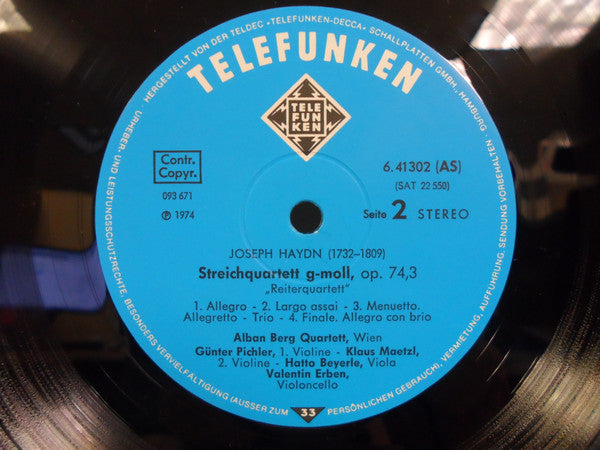 HERGESTELLT VON DER TELDEC »TELEFUNKEN-DECCA« SCHALLPLATTEN GMBH., HAMBURG
URHEBER- UND LEISTUNGSSCHUTZRECHTE, INSBESONDERE VERMIETUNG, AUFFÜHRUNG, SENDUNG VORBEHALTEN
BESONDERS VERVIELFÄLTIGUNG (AUSSER ZUM PERSÖNLICHEN GEBRAUCH),
TELEFUNKEN
TELE
FUN
KEN
Contr.
Copyr.
093 671
℗ 1974
6.41302 (AS)
(SAT 22 550)
Seite 2 STEREO
JOSEPH HAYDN (1732–1809)
Streichquartett g-moll, op. 74,3
„Reiterquartett"
1. Allegro - 2. Largo assai - 3. Menuetto.
Allegretto - Trio - 4. Finale. Allegro con brio
Alban Berg Quartett, Wien
Günter Pichler, 1. Violine - Klaus Maetzl,
2. Violine - Hatto Beyerle, Viola
Valentin Erben,
Violoncello
33